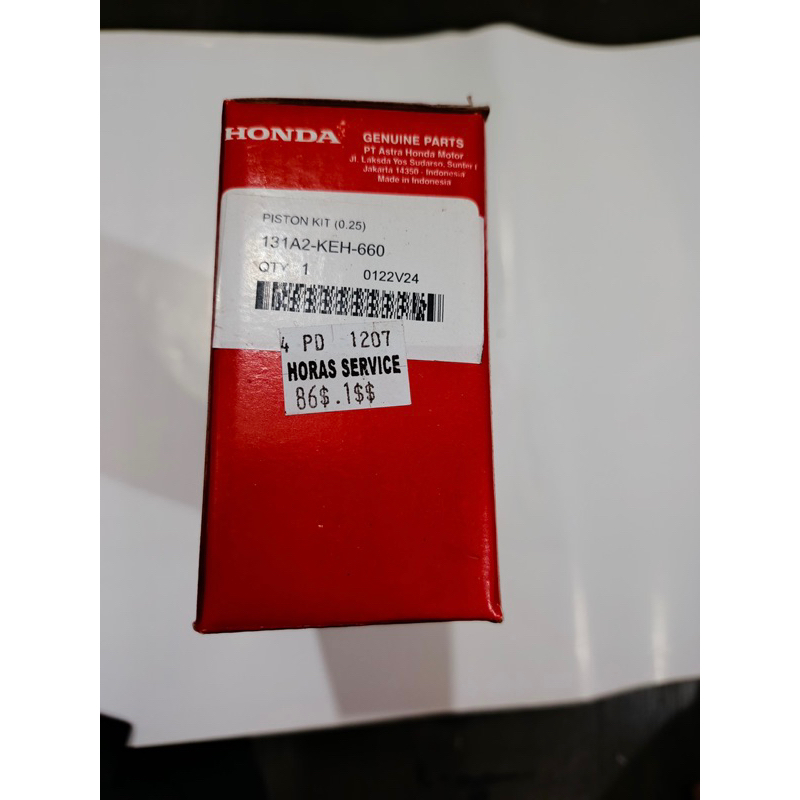 HONDA
GENUINE PARTS
PT Astra Honda Motor
Jl. Laksda Yos Sudarso, Sunter I
Jakarta 14350 - Indonesia
Made in Indonesia
PISTON KIT (0.25)
131A2-KEH-660
QTY : 1 0122V24
4 PD 1207
HORAS SERVICE
86$.1$$